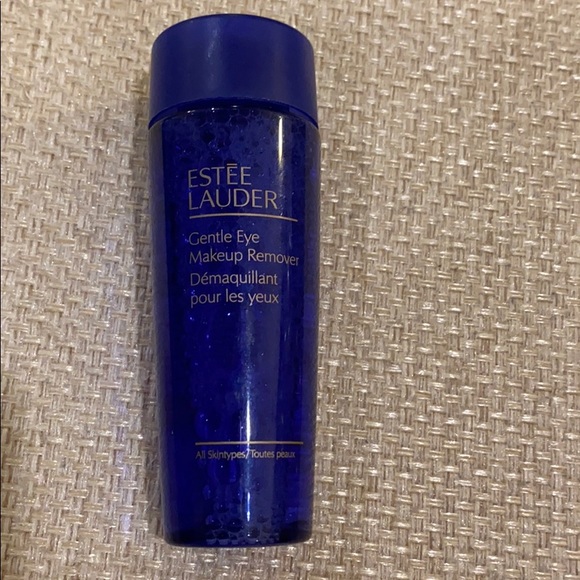 ESTĒE
LAUDER
Gentle Eye
Makeup Remover
Démaquillant
pour les yeux
All Skintypes/Toutes peaux